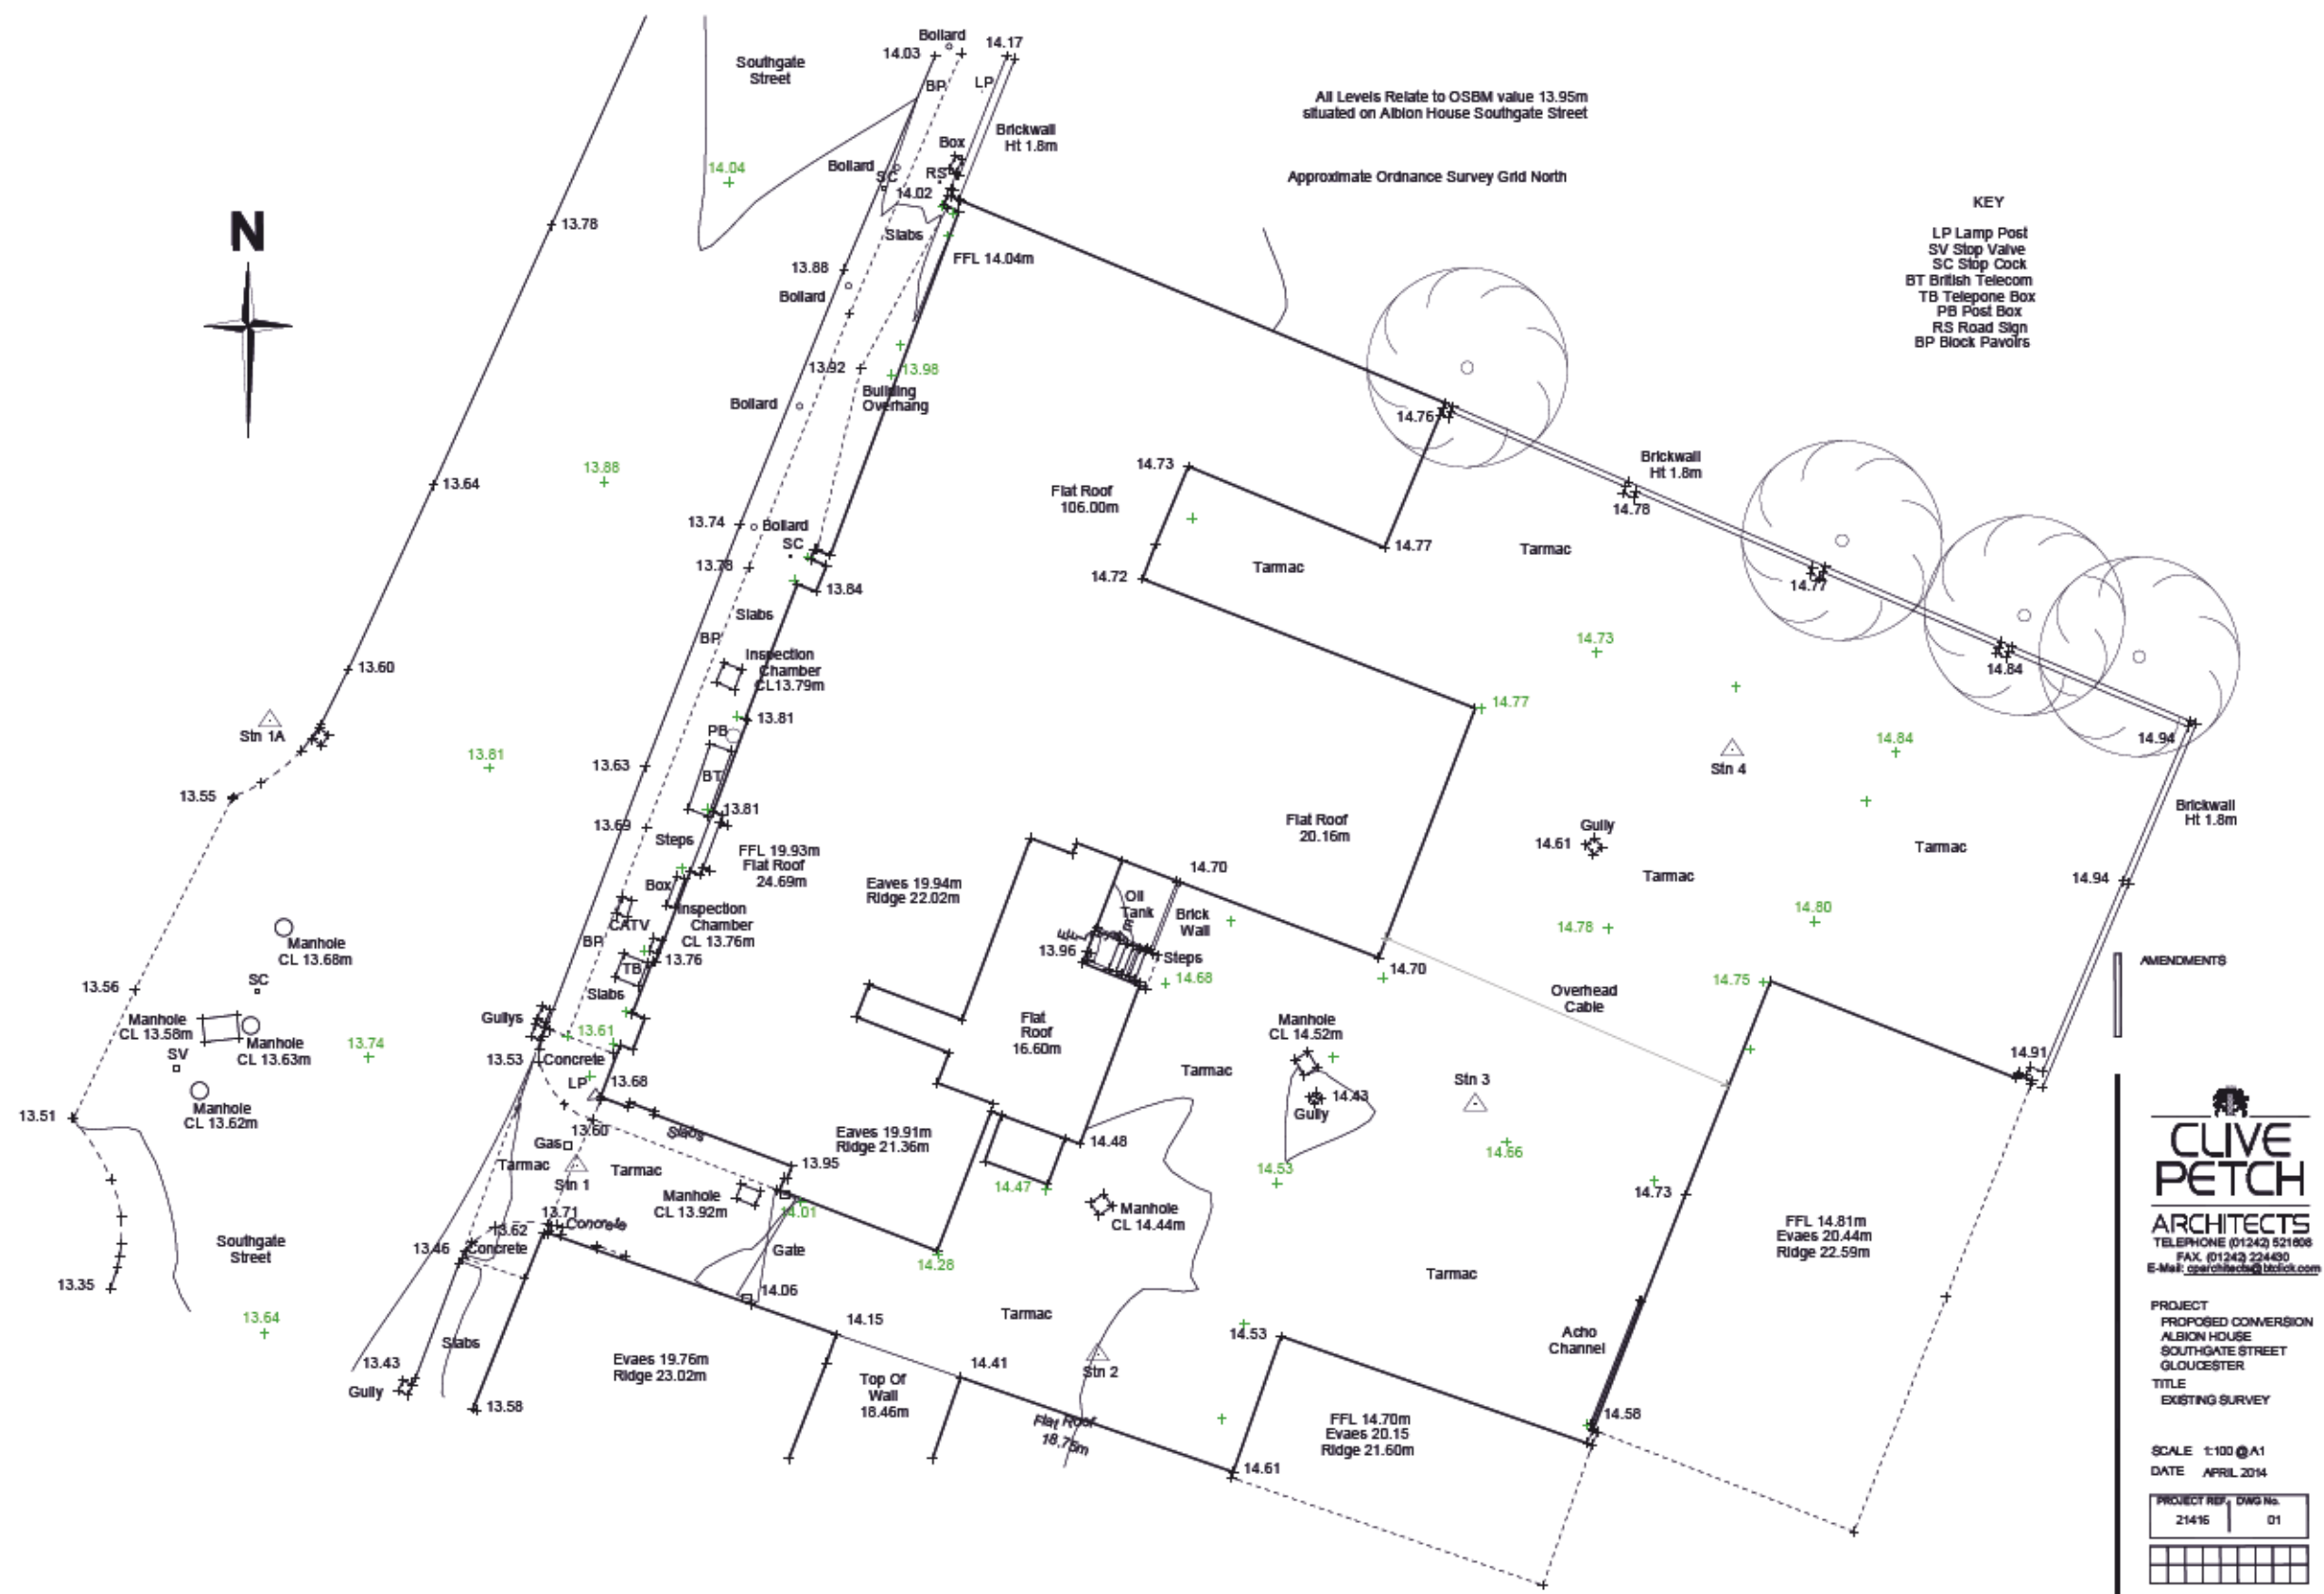 Bollard
14.03
14.17
Southgate
Street
BP
LP
All Levels Relate to OSBM value 13.95m
situated on Albion House Southgate Street
Brickwall
Ht 1.8m
Box
Bollard
SC
RS
14.04
14.02
Approximate Ordnance Survey Grid North
KEY
LP Lamp Post
SV Stop Valve
SC Stop Cock
BT British Telecom
TB Telepone Box
PB Post Box
RS Road Sign
BP Block Pavoirs
N
13.78
Slabs
FFL 14.04m
13.88
Bollard
13.92
13.98
Building
Overhang
Bollard
14.76
13.88
13.64
14.73
Flat Roof
106.00m
Brickwall
Ht 1.8m
14.78
13.74
Bollard
SC
13.78
14.77
Tarmac
Tarmac
14.72
14.77
13.84
Slabs
BP
14.73
Inspection
Chamber
CL13.79m
13.60
14.84
14.77
13.81
PB
Stn 1A
14.94
14.84
13.81
13.63
BT
Stn 4
13.55
13.81
Brickwall
Ht 1.8m
13.69
Steps
Flat Roof
20.16m
Gully
14.61
FFL 19.93m
Flat Roof
24.69m
Tarmac
Eaves 19.94m
Ridge 22.02m
14.70
Tarmac
14.94
Box
Oil
Tank
Brick
Wall
Inspection
Chamber
CL 13.76m
CATV
14.80
14.78
Manhole
CL 13.68m
BP
13.96
Steps
13.76
TB
14.70
AMENDMENTS
SC
14.68
14.75
13.56
Slabs
Overhead
Cable
Gullys
Manhole
CL 13.58m
Flat
Roof
16.60m
Manhole
CL 14.52m
13.61
Manhole
CL 13.63m
SV
13.74
13.53
Concrete
14.91
Tarmac
LP
13.68
Stn 3
14.43
Gully
Manhole
CL 13.62m
13.51
13.60
Slabs
Eaves 19.91m
Ridge 21.36m
14.48
Gas
14.66
Tarmac
Tarmac
13.95
14.53
Stn 1
14.47
14.73
Manhole
CL 13.92m
14.01
Manhole
CL 14.44m
13.71
Concrete
13.62
FFL 14.81m
Evaes 20.44m
Ridge 22.59m
Southgate
Street
13.46
Concrete
Gate
14.28
Tarmac
13.35
14.06
13.64
14.15
Tarmac
14.53
Slabs
Acho
Channel
13.43
Gully
Evaes 19.76m
Ridge 23.02m
14.41
Stn 2
Top Of
Wall
18.46m
13.58
Flat Roof
18.75m
FFL 14.70m
Evaes 20.15
Ridge 21.60m
14.58
14.61
CLIVE
PETCH
ARCHITECTS
TELEPHONE (01242) 521608
FAX. (01242) 224430
E-Mail: cparchitects@btclick.com
PROJECT
PROPOSED CONVERSION
ALBION HOUSE
SOUTHGATE STREET
GLOUCESTER
TITLE
EXISTING SURVEY
SCALE 1:100 @ A1
DATE APRIL 2014
PROJECT REF. DWG No.
21416 01